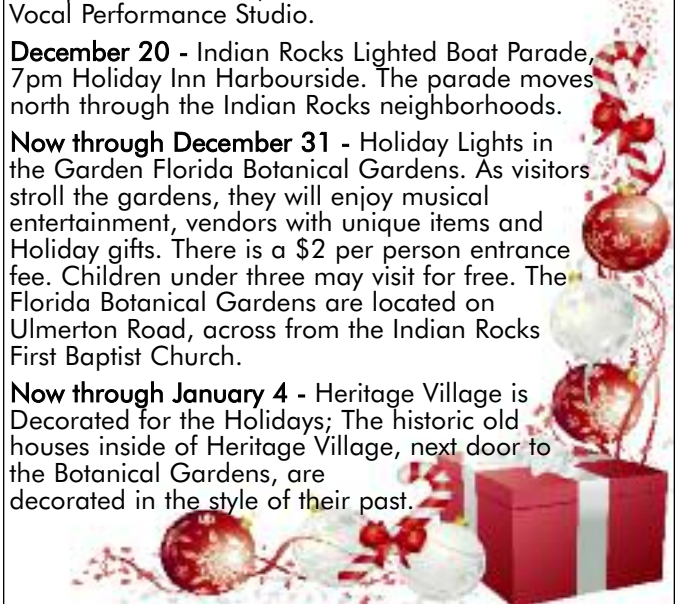 Vocal Performance Studio.
December 20 - Indian Rocks Lighted Boat Parade,
7pm Holiday Inn Harbourside. The parade moves
north through the Indian Rocks neighborhoods.
Now through December 31 - Holiday Lights in
the Garden Florida Botanical Gardens. As visitors
stroll the gardens, they will enjoy musical
entertainment, vendors with unique items and
Holiday gifts. There is a $2 per person entrance
fee. Children under three may visit for free. The
Florida Botanical Gardens are located on
Ulmerton Road, across from the Indian Rocks
First Baptist Church.
Now through January 4 - Heritage Village is
Decorated for the Holidays; The historic old
houses inside of Heritage Village, next door to
the Botanical Gardens, are
decorated in the style of their past.